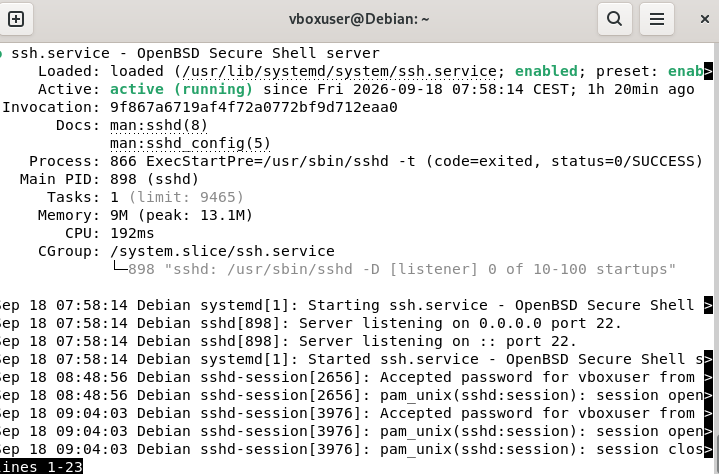 vboxuser@Debian: ~
ssh.service - OpenBSD Secure Shell server
Loaded: loaded (/usr/lib/systemd/system/ssh.service; enabled; preset: enab>
Active: active (running) since Fri 2026-09-18 07:58:14 CEST; 1h 20min ago
Invocation: 9f867a6719af4f72a0772bf9d712eaa0
Docs: man:sshd(8)
man:sshd_config(5)
Process: 866 ExecStartPre=/usr/sbin/sshd -t (code=exited, status=0/SUCCESS)
Main PID: 898 (sshd)
Tasks: 1 (limit: 9465)
Memory: 9M (peak: 13.1M)
CPU: 192ms
CGroup: /system.slice/ssh.service
└─898 "sshd: /usr/sbin/sshd -D [listener] 0 of 10-100 startups"
Sep 18 07:58:14 Debian systemd[1]: Starting ssh.service - OpenBSD Secure Shell >
Sep 18 07:58:14 Debian sshd[898]: Server listening on 0.0.0.0 port 22.
Sep 18 07:58:14 Debian sshd[898]: Server listening on :: port 22.
Sep 18 07:58:14 Debian systemd[1]: Started ssh.service - OpenBSD Secure Shell s>
Sep 18 08:48:56 Debian sshd-session[2656]: Accepted password for vboxuser from >
Sep 18 08:48:56 Debian sshd-session[2656]: pam_unix(sshd:session): session open>
Sep 18 09:04:03 Debian sshd-session[3976]: Accepted password for vboxuser from >
Sep 18 09:04:03 Debian sshd-session[3976]: pam_unix(sshd:session): session open>
Sep 18 09:04:03 Debian sshd-session[3976]: pam_unix(sshd:session): session clos>
lines 1-23